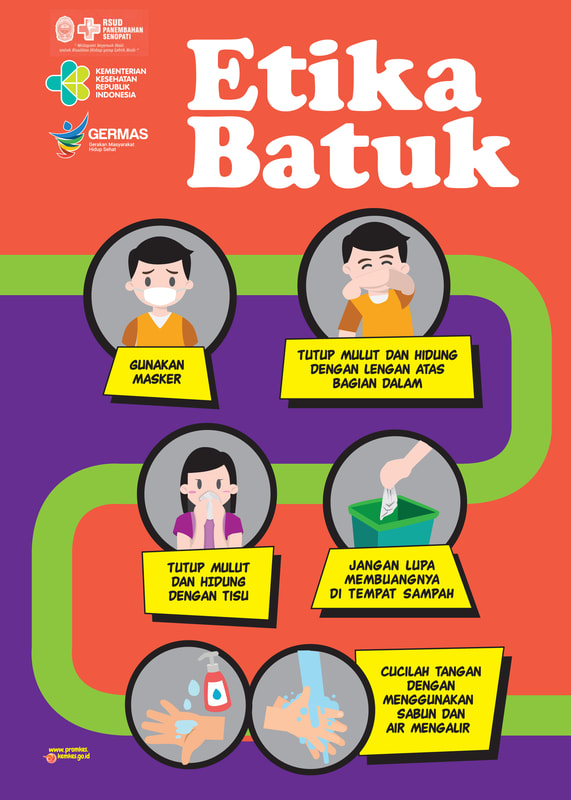 RSUD
PANEMBAHAN
SENOPATI
KEMENTERIAN
KESEHATAN
REPUBLIK
INDONESIA
GERMAS
Gerakan Masyarakat
Hidup Sehat
Etika
Batuk
GUNAKAN
MASKER
TUTUP MULUT DAN HIDUNG
DENGAN LENGAN ATAS
BAGIAN DALAM
TUTUP MULUT
DAN HIDUNG
DENGAN TISU
JANGAN LUPA
MEMBUANGNYA
DI TEMPAT SAMPAH
CUCILAH TANGAN
DENGAN
MENGGUNAKAN
SABUN DAN
AIR MENGALIR
www.promkes.
kemkes.go.id